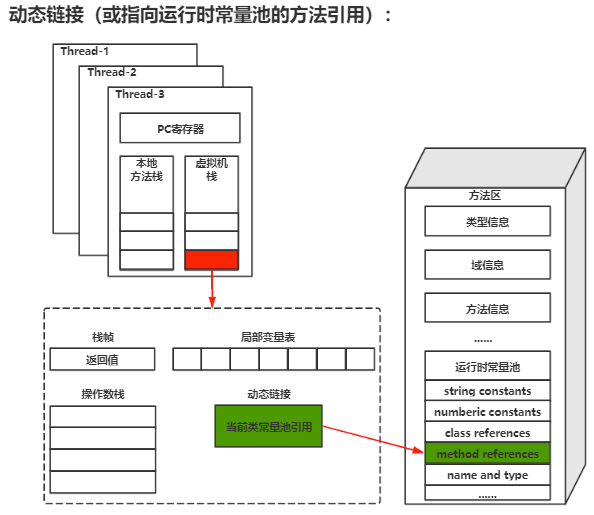 动态链接（或指向运行时常量池的方法引用）：
Thread-1
Thread-2
Thread-3
PC寄存器
本地
方法栈
虚拟机
栈
栈帧
返回值
局部变量表
操作数栈
动态链接
当前类常量池引用
方法区
类型信息
域信息
方法信息
......
运行时常量池
string constants
numberic constants
class references
method references
name and type
......